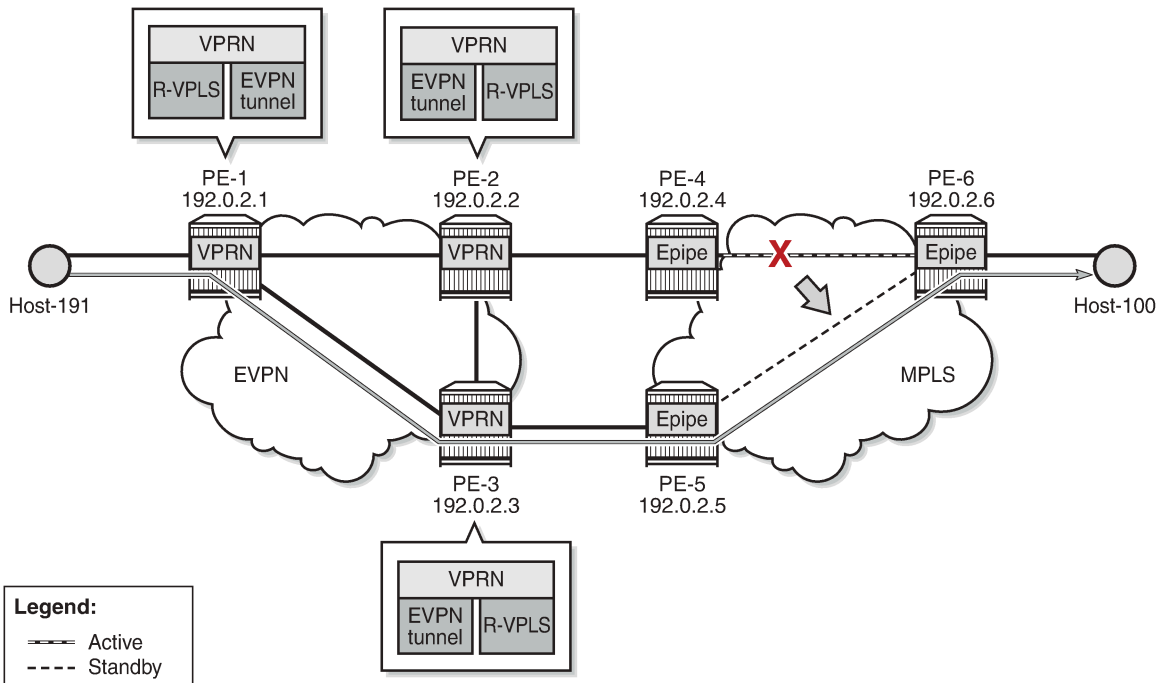 VPRN
R-VPLS
EVPN
tunnel
VPRN
EVPN
tunnel
R-VPLS
PE-1
192.0.2.1
PE-2
192.0.2.2
PE-4
192.0.2.4
PE-6
192.0.2.6
VPRN
VPRN
Epipe
X
Epipe
Host-191
Host-100
EVPN
MPLS
VPRN
Epipe
PE-3
192.0.2.3
PE-5
192.0.2.5
VPRN
EVPN
tunnel
R-VPLS
Legend:
Active
Standby